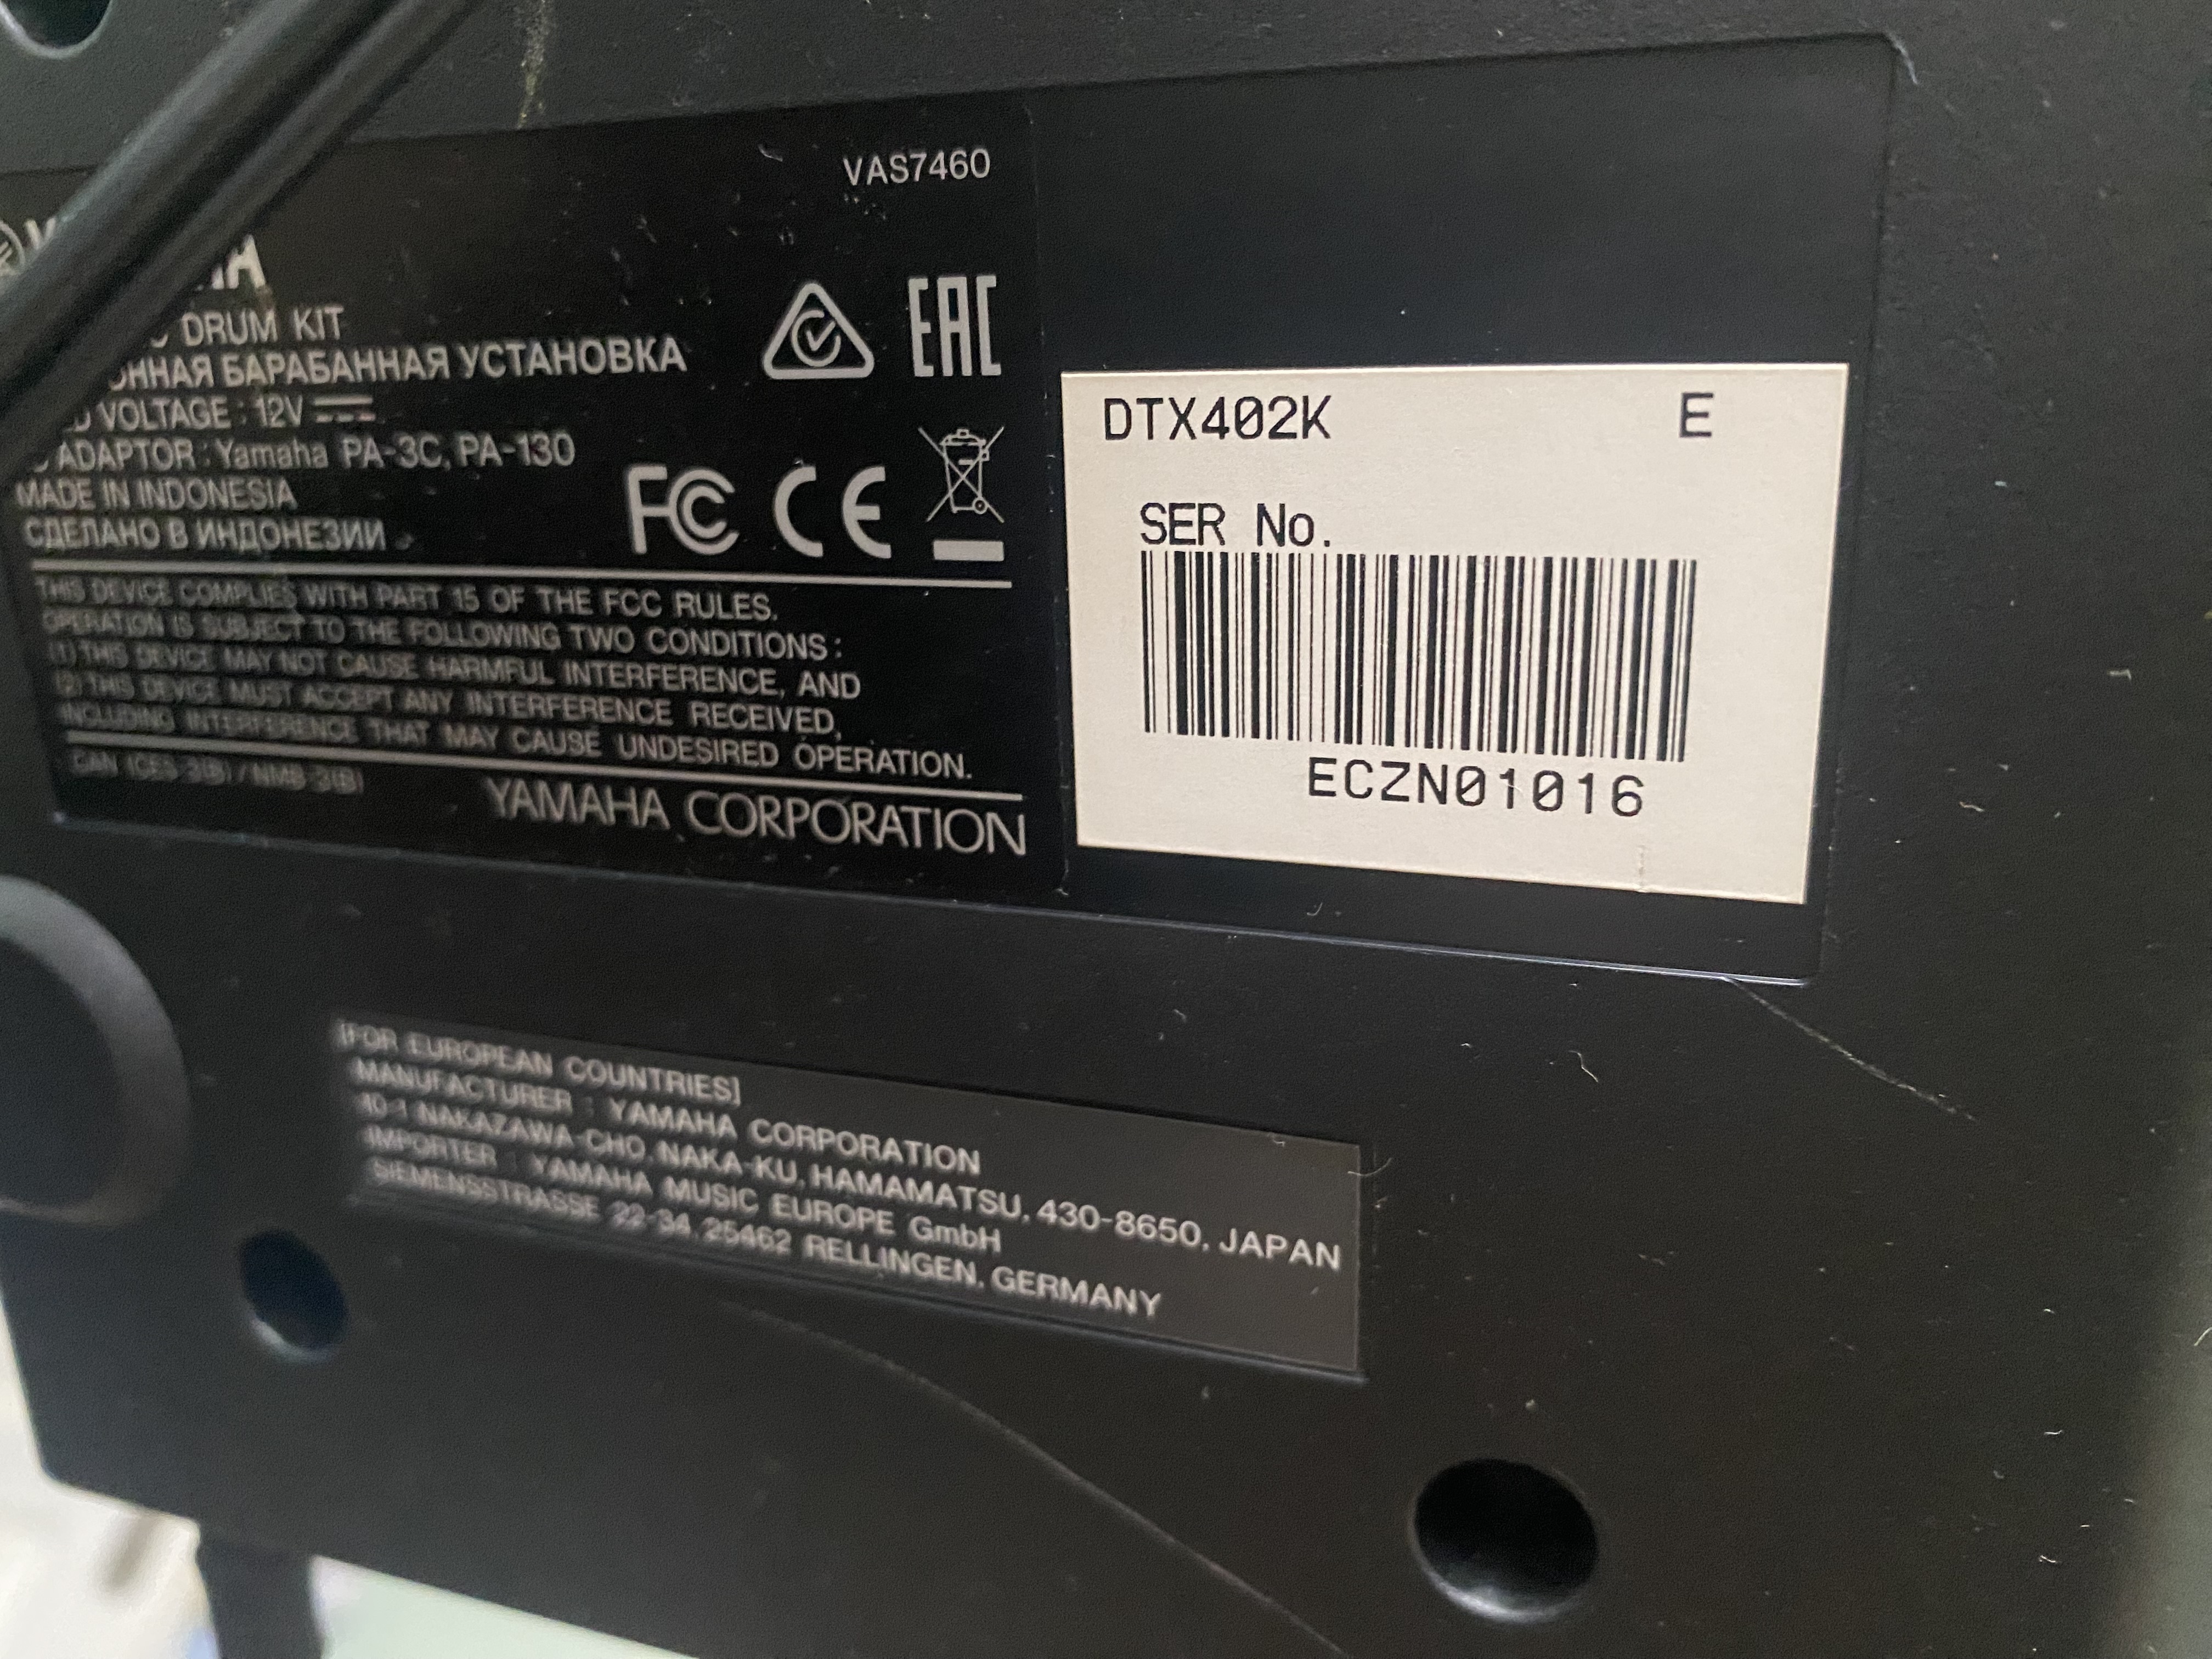 VAS7460
DRUM KIT
БАРАБАННАЯ УСТАНОВКА
EAC
VOLTAGE : 12V
ADAPTOR : Yamaha PA-3C, PA-130
MADE IN INDONESIA
СДЕЛАНО В ИНДОНЕЗИИ
FC CE
THIS DEVICE COMPLIES WITH PART 15 OF THE FCC RULES.
OPERATION IS SUBJECT TO THE FOLLOWING TWO CONDITIONS :
(1) THIS DEVICE MAY NOT CAUSE HARMFUL INTERFERENCE, AND
(2) THIS DEVICE MUST ACCEPT ANY INTERFERENCE RECEIVED,
INCLUDING INTERFERENCE THAT MAY CAUSE UNDESIRED OPERATION.
CAN ICES-3(B) / NMB-3(B)
YAMAHA CORPORATION
DTX402K E
SER No.
ECZN01016
[FOR EUROPEAN COUNTRIES]
MANUFACTURER : YAMAHA CORPORATION
10-1 NAKAZAWA-CHO, NAKA-KU, HAMAMATSU, 430-8650, JAPAN
IMPORTER : YAMAHA MUSIC EUROPE GmbH
SIEMENSSTRASSE 22-34, 25462 RELLINGEN, GERMANY